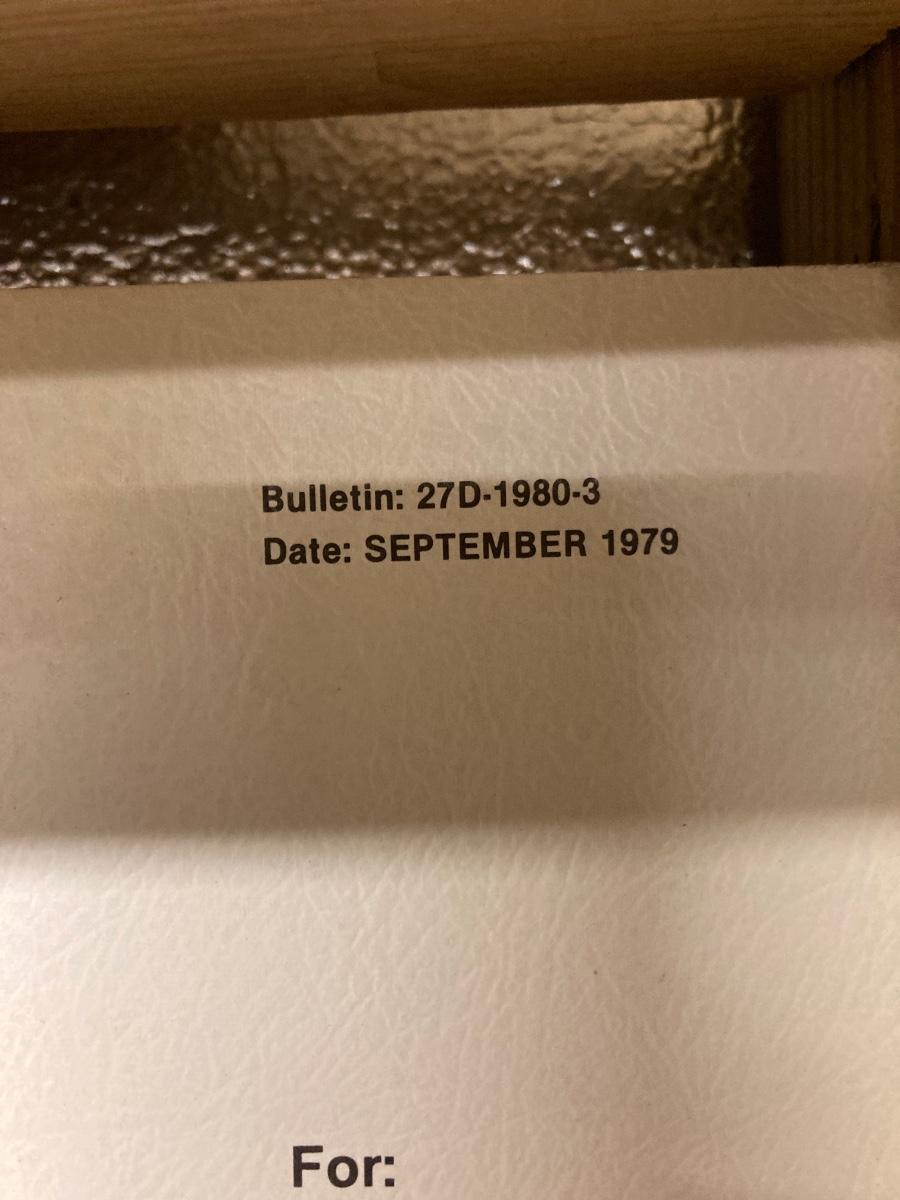 Bulletin: 27D-1980-3
Date: SEPTEMBER 1979
For: